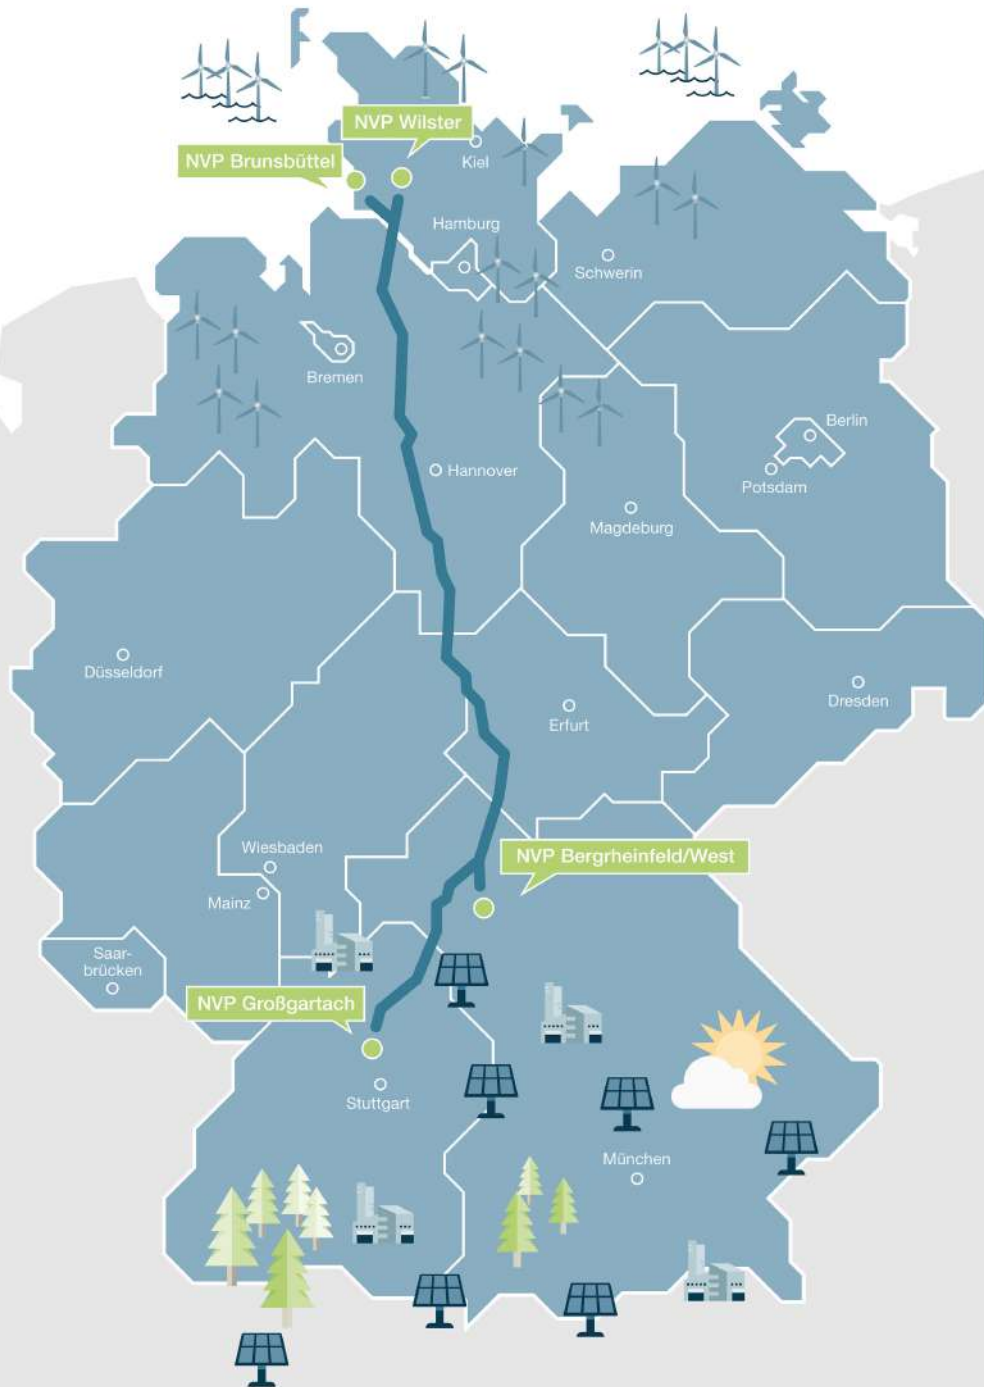 NVP Wilster
NVP Brunsbüttel
Kiel
Hamburg
Schwerin
Bremen
Berlin
Hannover
Potsdam
Magdeburg
Düsseldorf
Dresden
Erfurt
Wiesbaden
NVP Bergrheinfeld/West
Mainz
Saar-
brücken
NVP Großgartach
Stuttgart
München